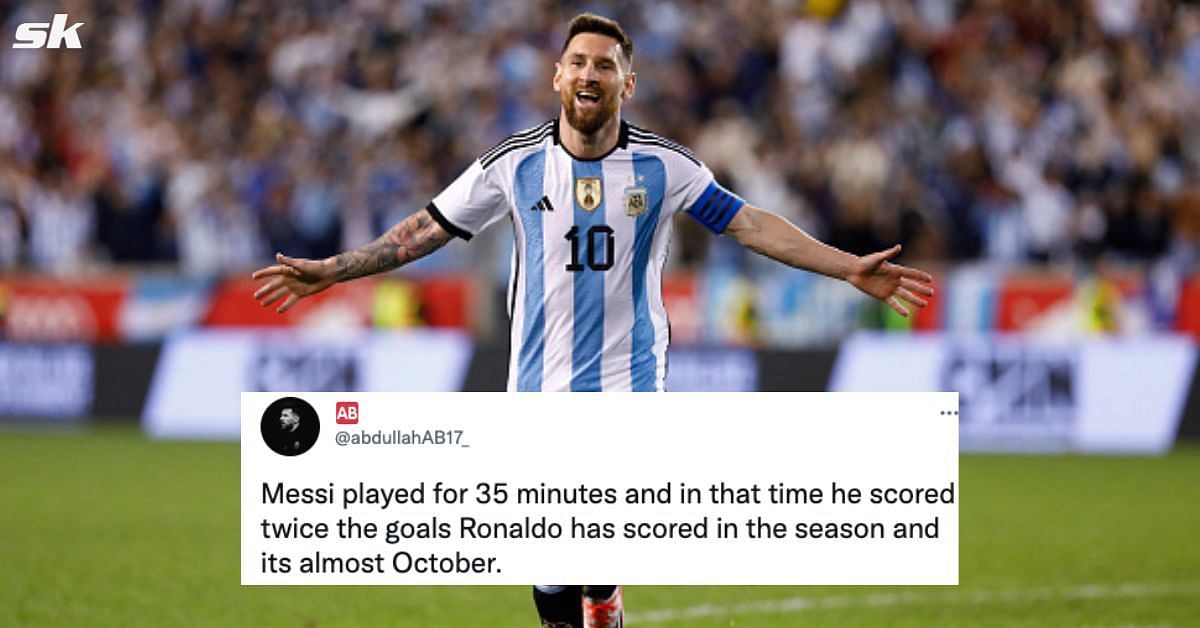 sk
AB
@abdullahAB17_
...
10
Messi played for 35 minutes and in that time he scored
twice the goals Ronaldo has scored in the season and
its almost October.